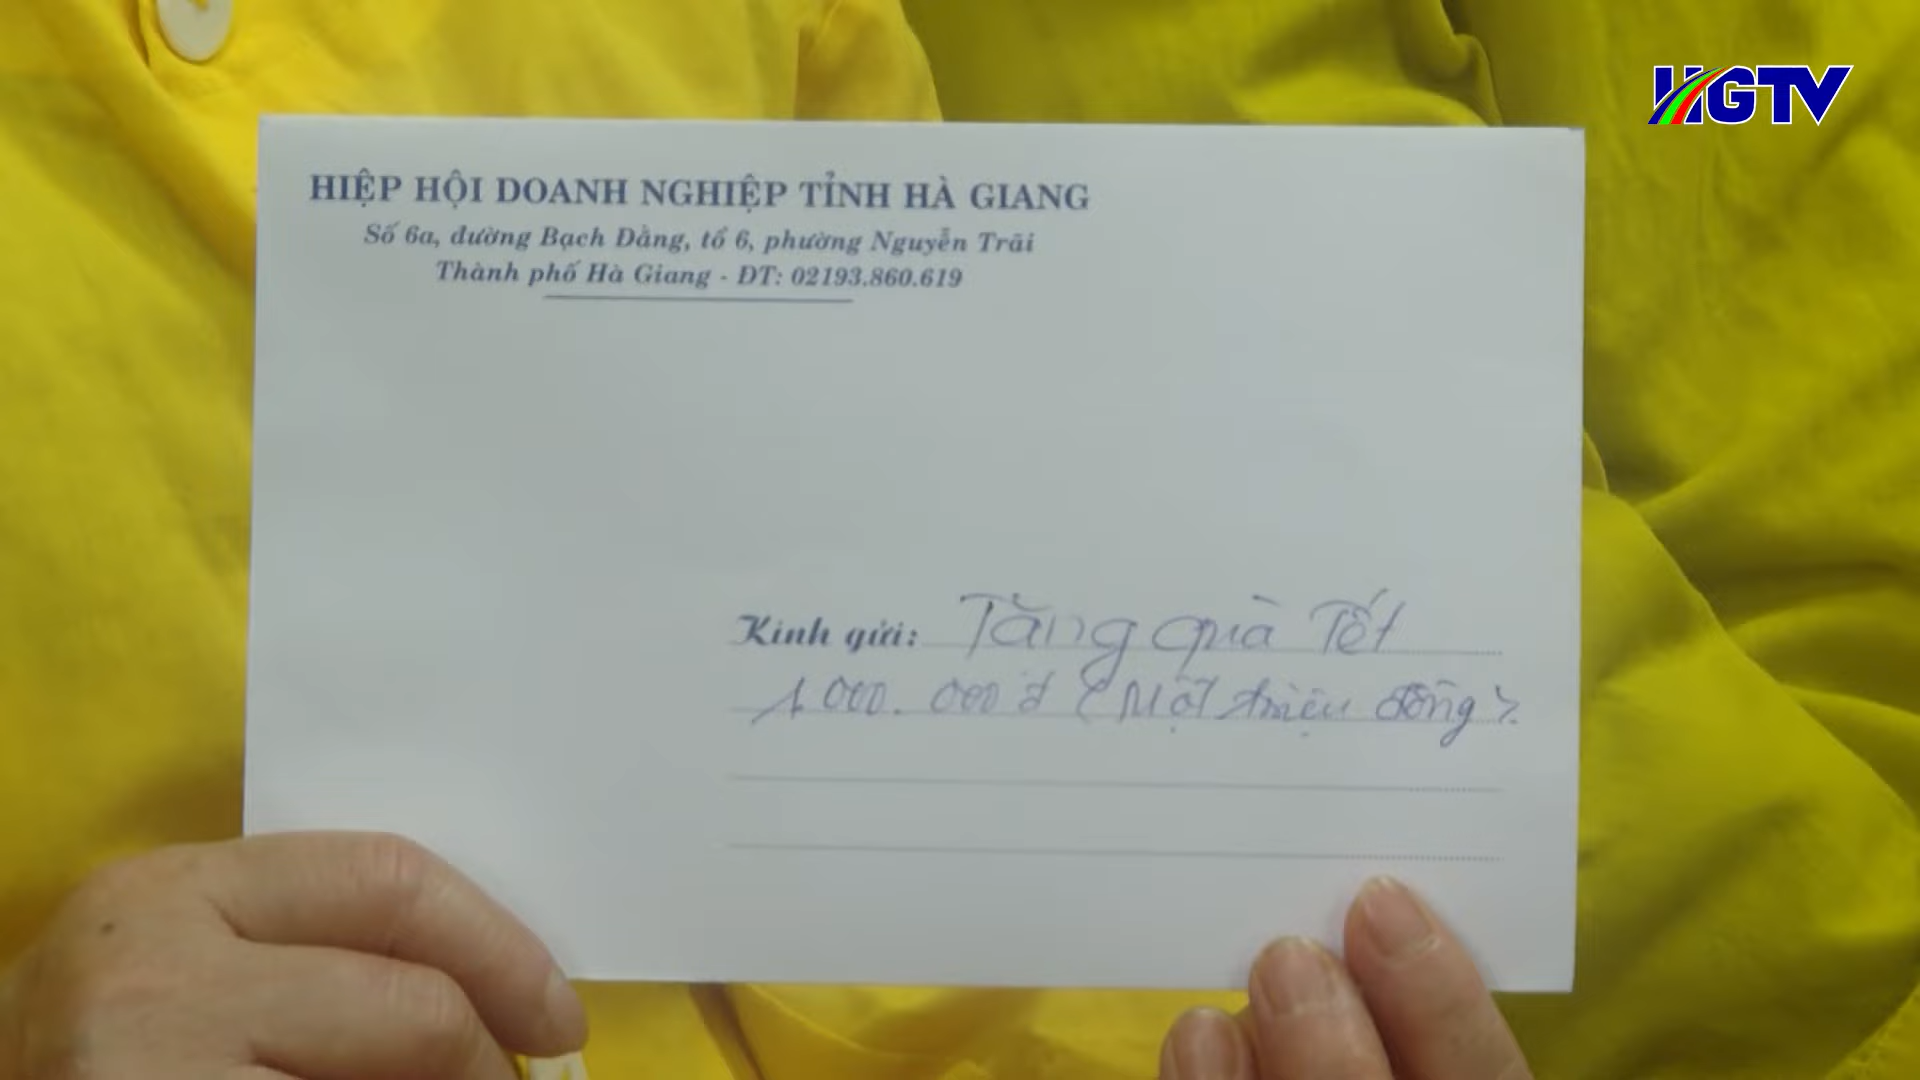 HGTV
HIỆP HỘI DOANH NGHIỆP TỈNH HÀ GIANG
Số 6a, đường Bạch Đằng, tổ 6, phường Nguyễn Trãi
Thành phố Hà Giang - ĐT: 02193.860.619
Kính gửi: Tặng quà Tết
1.000.000đ (Một triệu đồng)